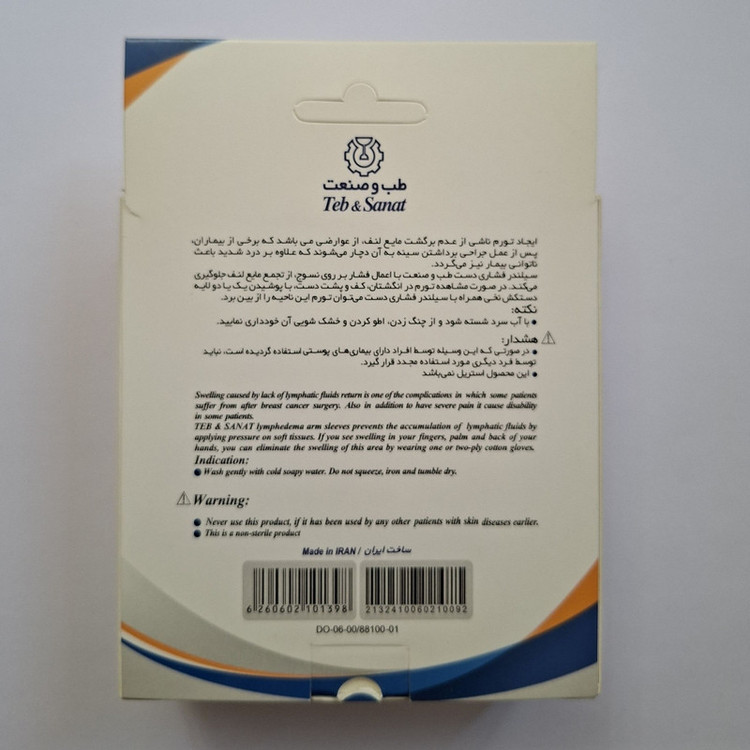 طب و صنعت
Teb & Sanat
ایجاد تورم ناشی از عدم برگشت مایع لنف، از عوارضی می باشد که برخی از بیماران،
پس از عمل جراحی برداشتن سینه به آن دچار می‌شوند که علاوه بر درد شدید باعث
ناتوانی بیمار نیز می‌گردد.
سیلندر فشاری دست طب و صنعت با اعمال فشار بر روی نسوج، از تجمع مایع لنف جلوگیری
می‌کند. در صورت مشاهده تورم در انگشتان، کف و پشت دست، با پوشیدن یک یا دو لایه
دستکش نخی همراه با سیلندر فشاری دست می‌توان تورم این ناحیه را از بین برد.
نکته:
● با آب سرد شسته شود و از چنگ زدن، اطو کردن و خشک شویی آن خودداری نمایید.
⚠ هشدار:
● در صورتی که این وسیله توسط افراد دارای بیماری‌های پوستی استفاده گردیده است، نباید
توسط فرد دیگری مورد استفاده مجدد قرار گیرد.
● این محصول استریل نمی‌باشد
Swelling caused by lack of lymphatic fluids return is one of the complications in which some patients
suffer from after breast cancer surgery. Also in addition to have severe pain it cause disability
in some patients.
TEB & SANAT lymphedema arm sleeves prevents the accumulation of lymphatic fluids by
applying pressure on soft tissues. If you see swelling in your fingers, palm and back of your
hands, you can eliminate the swelling of this area by wearing one or two-ply cotton gloves.
Indication:
● Wash gently with cold soapy water. Do not squeeze, iron and tumble dry.
⚠ Warning:
● Never use this product, if it has been used by any other patients with skin diseases earlier.
● This is a non-sterile product
Made in IRAN / ساخت ایران
6 260602 101398
2132410060210092
DO-06-00/88100-01